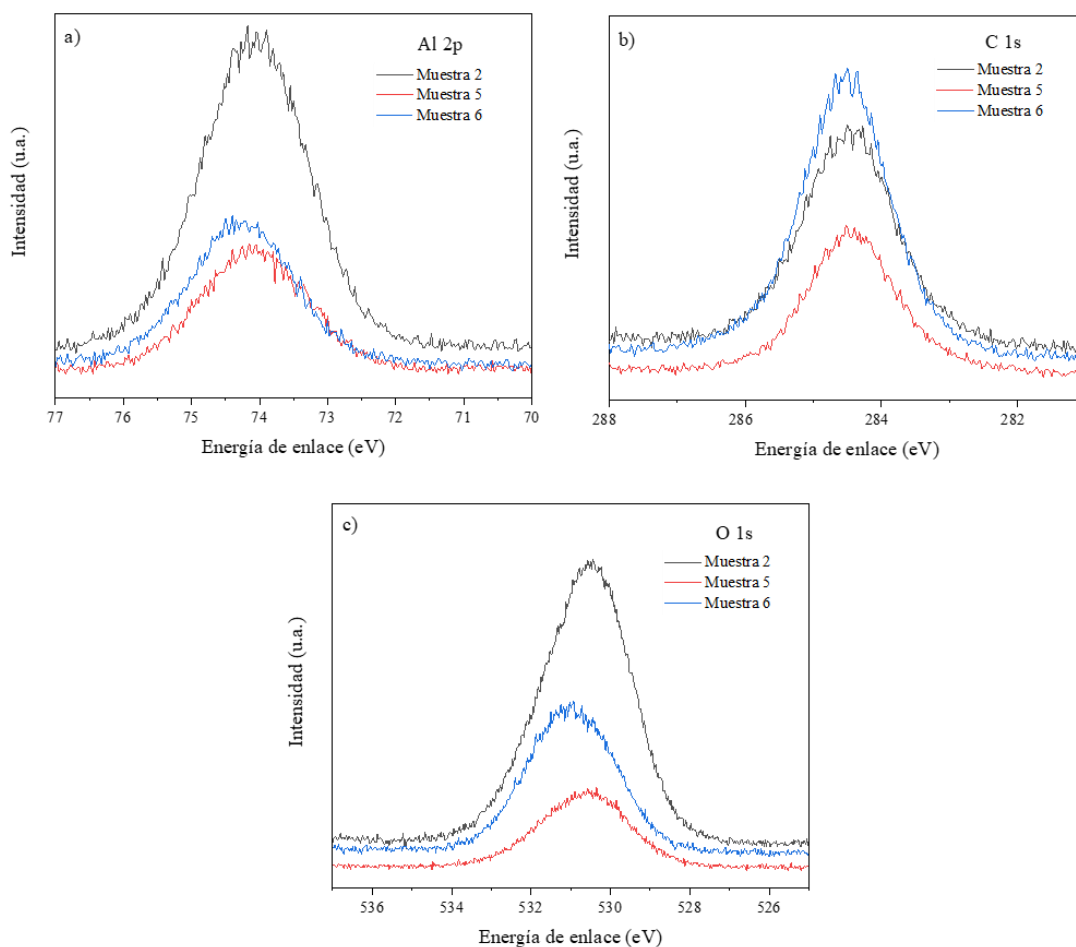 a)
Al 2p
Muestra 2
Muestra 5
Muestra 6
Intensidad (u.a.)
77 76 75 74 73 72 71 70
Energía de enlace (eV)
b)
C 1s
Muestra 2
Muestra 5
Muestra 6
Intensidad (u.a.)
288 286 284 282
Energía de enlace (eV)
c)
O 1s
Muestra 2
Muestra 5
Muestra 6
Intensidad (u.a.)
536 534 532 530 528 526
Energía de enlace (eV)